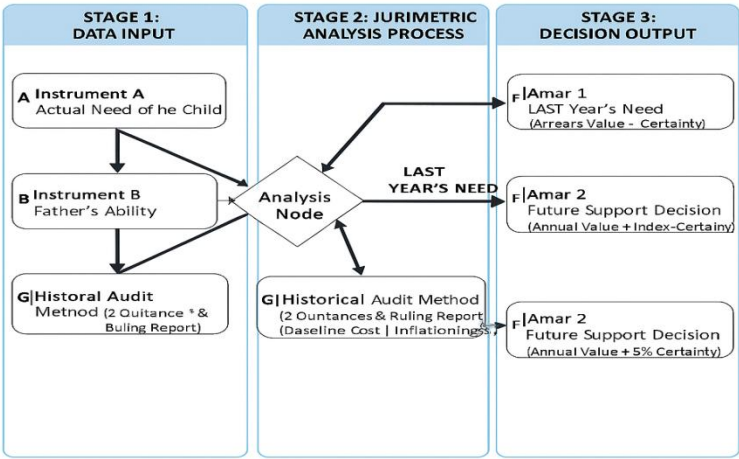 STAGE 1:
DATA INPUT
A Instrument A
Actual Need of he Child
B Instrument B
Father's Ability
G|Historal Audit
Metnod (2 Quitance ⁵ &
Buling Report)
STAGE 2: JURIMETRIC
ANALYSIS PROCESS
Analysis
Node
LAST
YEAR'S NEED
G|Historical Audit Method
(2 Ountances & Ruling Report
(Daseline Cost | Inflationingss
STAGE 3:
DECISION OUTPUT
F|Amar 1
LAST Year's Need
(Arrears Value - Certainty)
F|Amar 2
Future Support Decision
(Annual Value + Index-Certainy)
F|Amar 2
Future Support Decision
(Annual Value + 5% Certainty)